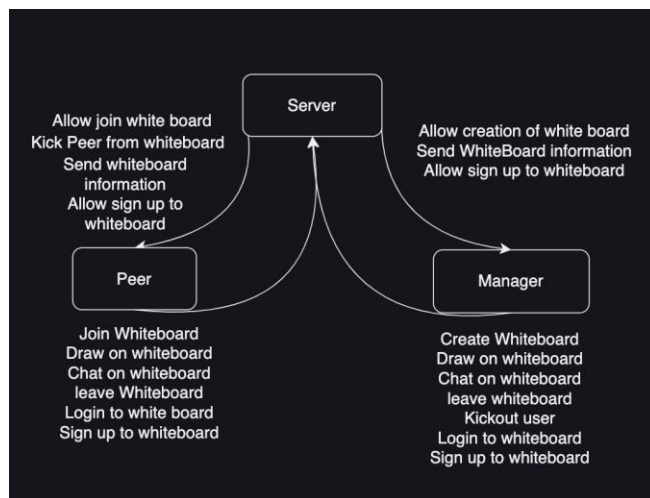 Server
Allow join white board
Kick Peer from whiteboard
Send whiteboard
information
Allow sign up to
whiteboard
Allow creation of white board
Send WhiteBoard information
Allow sign up to whiteboard
Peer
Manager
Join Whiteboard
Draw on whiteboard
Chat on whiteboard
leave Whiteboard
Login to white board
Sign up to whiteboard
Create Whiteboard
Draw on whiteboard
Chat on whiteboard
leave whiteboard
Kickout user
Login to whiteboard
Sign up to whiteboard